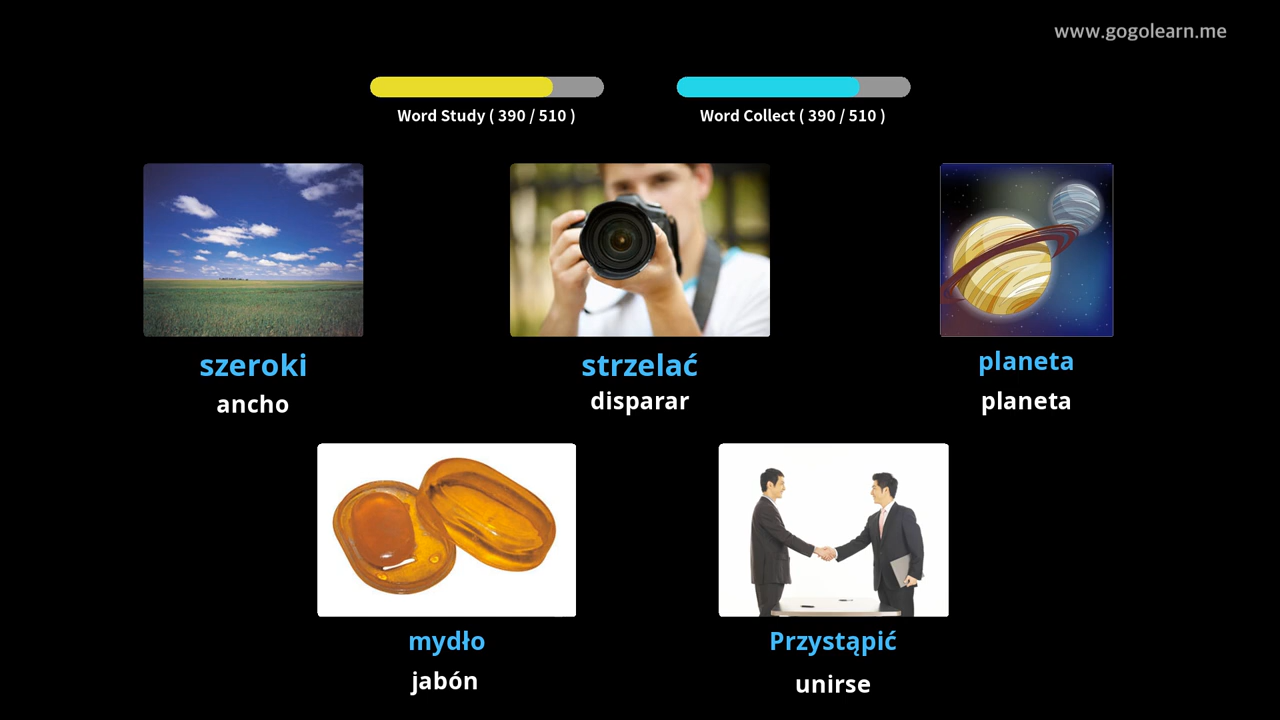 www.gogolearn.me
Word Study ( 390 / 510 )
Word Collect ( 390 / 510 )
szeroki
ancho
strzelać
disparar
planeta
planeta
mydło
jabón
Przystąpić
unirse